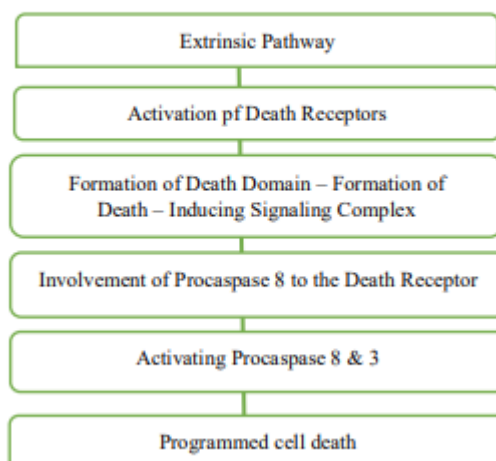 Extrinsic Pathway
Activation pf Death Receptors
Formation of Death Domain – Formation of
Death – Inducing Signaling Complex
Involvement of Procaspase 8 to the Death Receptor
Activating Procaspase 8 & 3
Programmed cell death